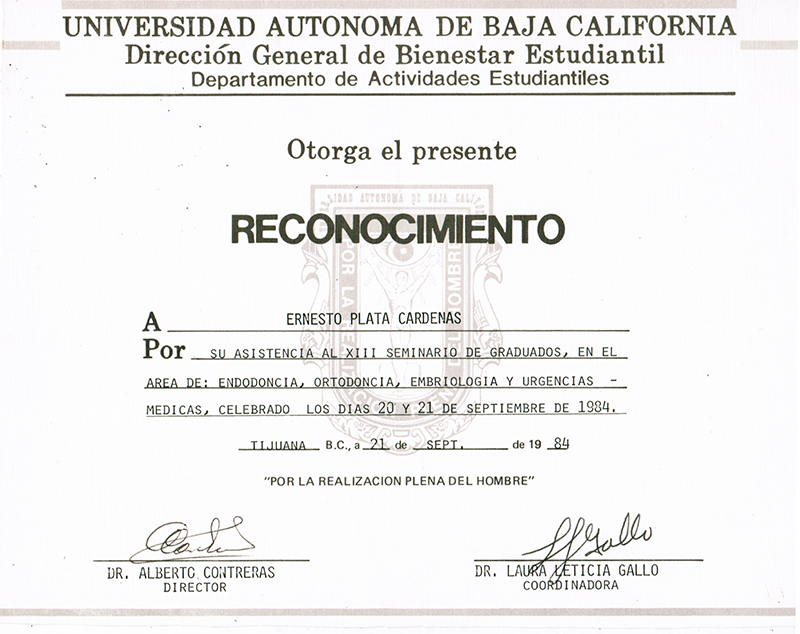 UNIVERSIDAD AUTONOMA DE BAJA CALIFORNIA
Dirección General de Bienestar Estudiantil
Departamento de Actividades Estudiantiles
Otorga el presente
RECONOCIMIENTO
A ERNESTO PLATA CARDENAS
Por SU ASISTENCIA AL XIII SEMINARIO DE GRADUADOS, EN EL
AREA DE: ENDODONCIA, ORTODONCIA, EMBRIOLOGIA Y URGENCIAS -
MEDICAS, CELEBRADO LOS DIAS 20 Y 21 DE SEPTIEMBRE DE 1984.
TIJUANA B.C., a 21 de SEPT. de 19 84
"POR LA REALIZACION PLENA DEL HOMBRE"
DR. ALBERTO CONTRERAS
DIRECTOR
DR. LAURA LETICIA GALLO
COORDINADORA